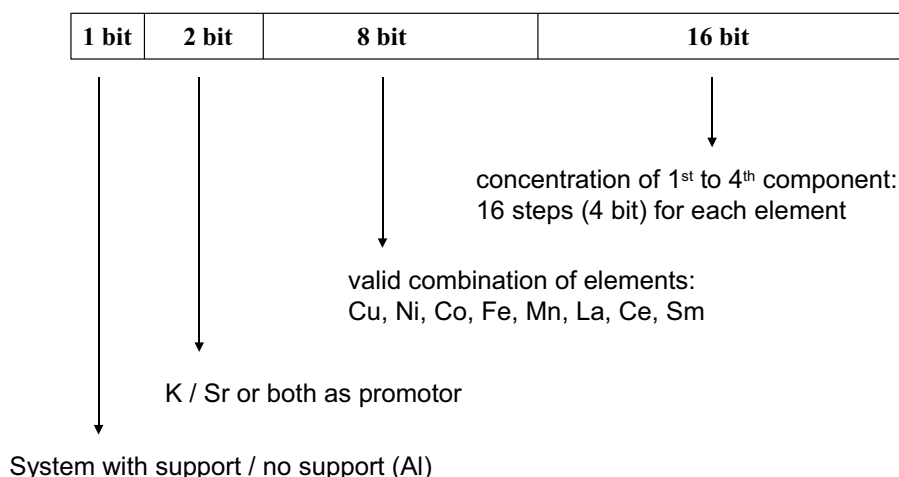 1 bit 2 bit 8 bit 16 bit
concentration of 1st to 4th component:
16 steps (4 bit) for each element
valid combination of elements:
Cu, Ni, Co, Fe, Mn, La, Ce, Sm
K / Sr or both as promotor
System with support / no support (Al)